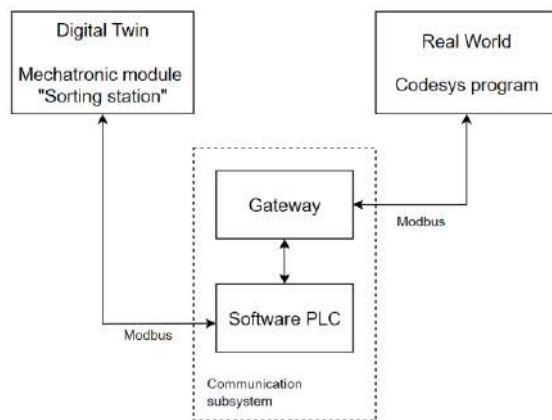 Digital Twin
Mechatronic module
"Sorting station"
Real World
Codesys program
Gateway
Modbus
Software PLC
Modbus
Communication
subsystem